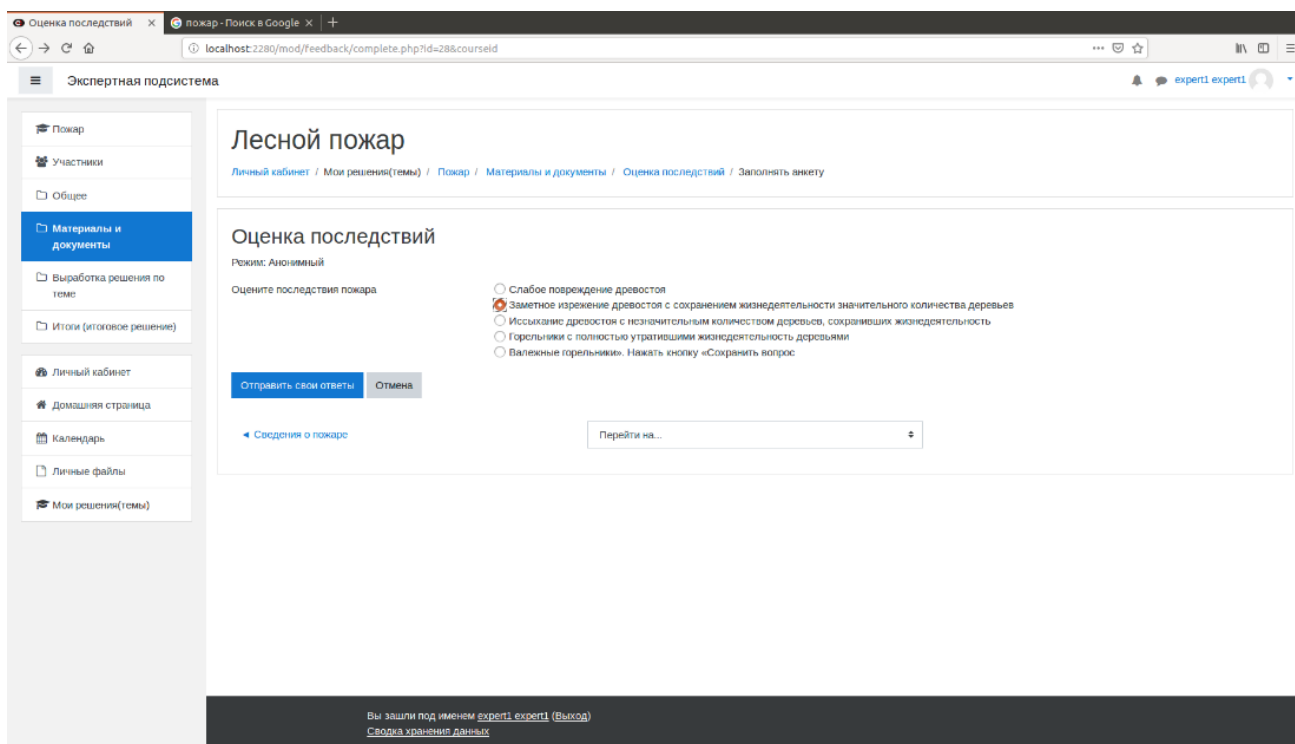 Оценка последствий
пожар - Поиск в Google
localhost:2280/mod/feedback/complete.php?id=28&courseid
Экспертная подсистема
expert1 expert1
Пожар
Участники
Общее
Материалы и
документы
Выработка решения по
теме
Итоги (итоговое решение)
Личный кабинет
Домашняя страница
Календарь
Личные файлы
Мои решения(темы)
Лесной пожар
Личный кабинет / Мои решения(темы) / Пожар / Материалы и документы / Оценка последствий / Заполнять анкету
Оценка последствий
Режим: Анонимный
Оцените последствия пожара
Слабое повреждение древостоя
Заметное изрежение древостоя с сохранением жизнедеятельности значительного количества деревьев
Иссыхание древостоя с незначительным количеством деревьев, сохранивших жизнедеятельность
Горельники с полностью утратившими жизнедеятельность деревьями
Валежные горельники». Нажать кнопку «Сохранить вопрос
Отправить свои ответы
Отмена
◄ Сведения о пожаре
Перейти на...
Вы зашли под именем expert1 expert1 (Выход)
Сводка хранения данных